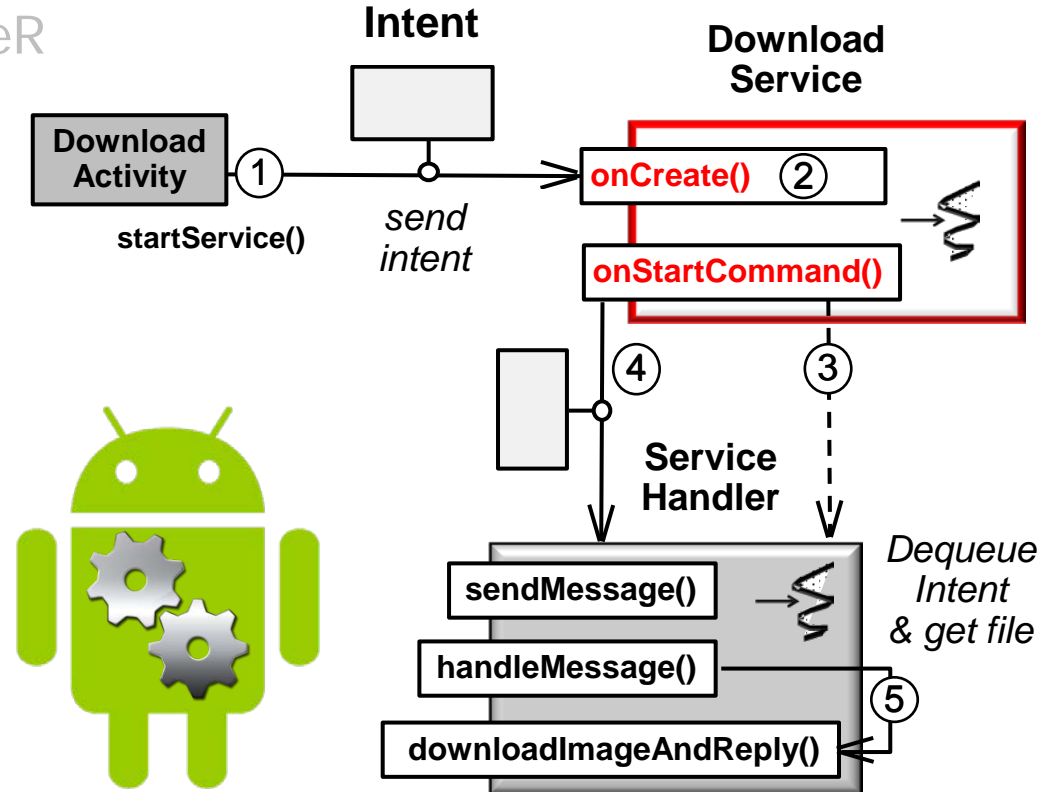 eR
Intent
Download
Service
Download
Activity
1
onCreate()
2
send
intent
startService()
onStartCommand()
4
3
Service
Handler
Dequeue
Intent
& get file
sendMessage()
handleMessage()
5
downloadImageAndReply()